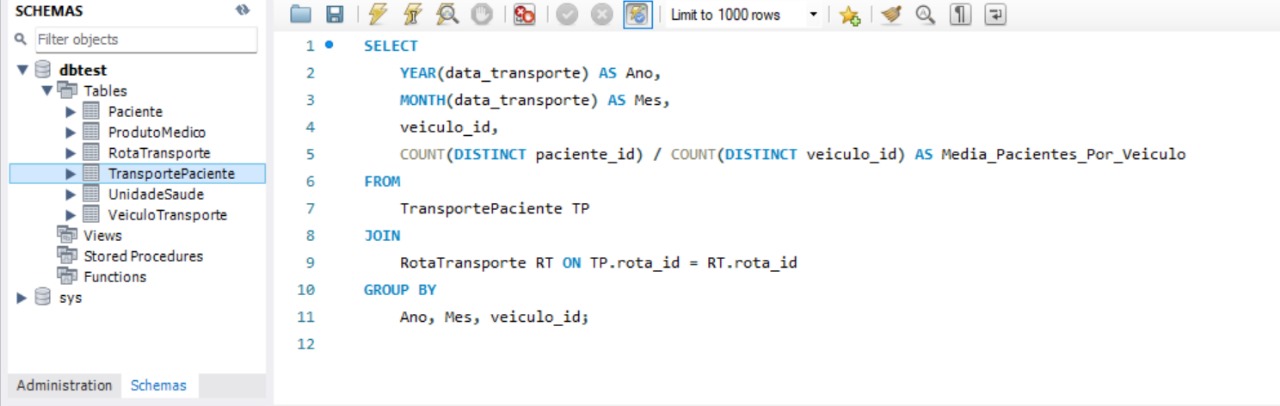 SCHEMAS
Filter objects
dbtest
Tables
Paciente
ProdutoMedico
RotaTransporte
TransportePaciente
UnidadeSaude
VeiculoTransporte
Views
Stored Procedures
Functions
sys
Administration Schemas
Limit to 1000 rows
1 SELECT
2 YEAR(data_transporte) AS Ano,
3 MONTH(data_transporte) AS Mes,
4 veiculo_id,
5 COUNT(DISTINCT paciente_id) / COUNT(DISTINCT veiculo_id) AS Media_Pacientes_Por_Veiculo
6 FROM
7 TransportePaciente TP
8 JOIN
9 RotaTransporte RT ON TP.rota_id = RT.rota_id
10 GROUP BY
11 Ano, Mes, veiculo_id;
12